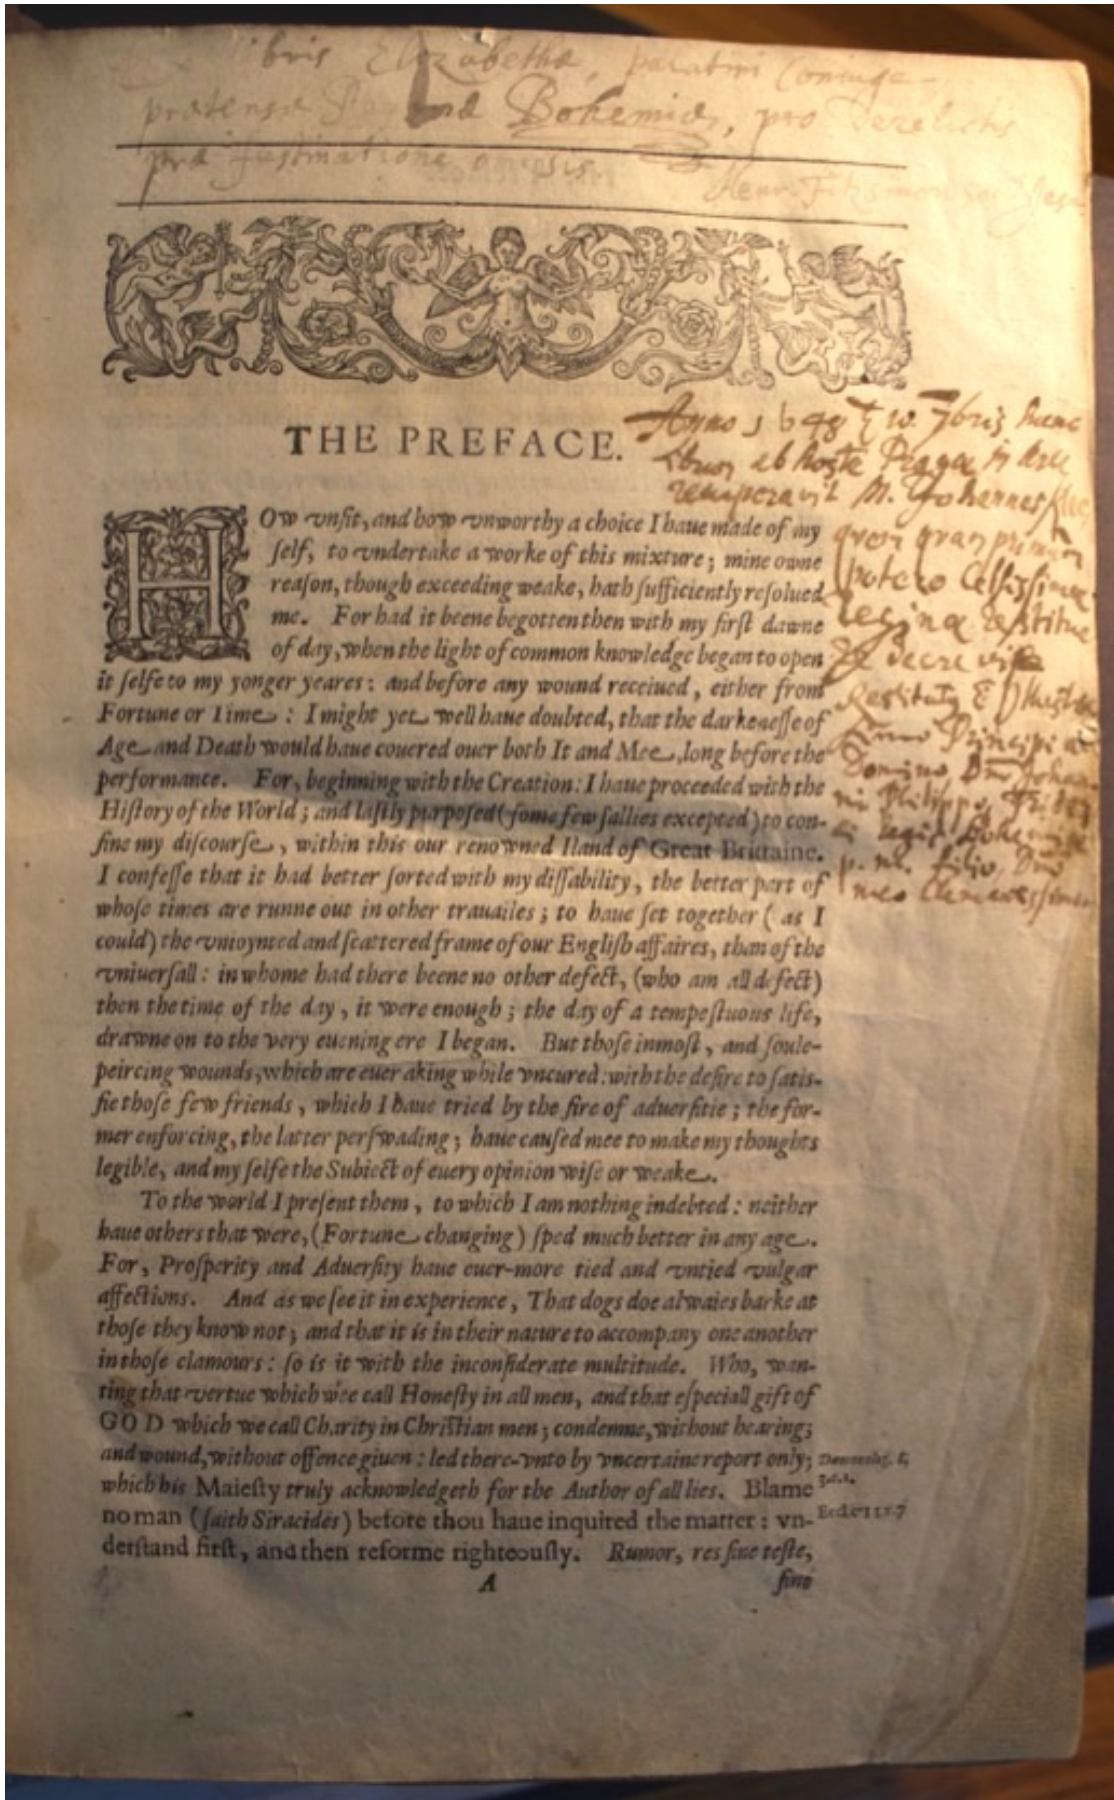 Elizabethæ, palatini Coniuge
prætensæ Bohemiæ, pro derelictis
præ festinatione omissis.
Anno 1648
THE PREFACE.
HOw vnfit, and how vnworthy a choice I haue made of my
ſelf, to vndertake a worke of this mixture; mine owne
reaſon, though exceeding weake, hath ſufficiently reſolued
me. For had it beene begotten then with my firſt dawne
of day, when the light of common knowledge began to open
it ſelfe to my yonger yeares: and before any wound receiued, either from
Fortune or Time: I might yet well haue doubted, that the darkeneſſe of
Age and Death would haue couered ouer both It and Mee, long before the
performance. For, beginning with the Creation: I haue proceeded with the
Hiſtory of the World; and laſtly purpoſed (ſome few ſallies excepted) to con-
fine my diſcourſe, within this our renowned Iland of Great Brittaine.
I confeſſe that it had better ſorted with my diſſability, the better part of
whoſe times are runne out in other trauailes; to haue ſet together (as I
could) the vnioynted and ſcattered frame of our Engliſh affaires, than of the
vniuerſall: in whome had there beene no other defect, (who am all defect)
then the time of the day, it were enough; the day of a tempeſtuous life,
drawne on to the very euening ere I began. But thoſe inmoſt, and ſoule-
peircing wounds, which are euer aking while vncured: with the deſire to ſatiſ-
fie thoſe few friends, which I haue tried by the fire of aduerſitie; the for-
mer enforcing, the latter perſwading; haue cauſed mee to make my thoughts
legible, and my ſelfe the Subiect of euery opinion wiſe or weake.
To the world I preſent them, to which I am nothing indebted: neither
haue others that were, (Fortune changing) ſped much better in any age.
For, Proſperity and Aduerſity haue euer-more tied and vntied vulgar
affections. And as we ſee it in experience, That dogs doe alwaies barke at
thoſe they know not; and that it is in their nature to accompany one another
in thoſe clamours: ſo is it with the inconſiderate multitude. Who, wan-
ting that vertue which wee call Honeſty in all men, and that eſpeciall gift of
GOD which we call Charity in Chriſtian men; condemne, without hearing;
and wound, without offence giuen: led there-vnto by vncertaine report only;
which his Maieſty truly acknowledgeth for the Author of all lies. Blame
no man (ſaith Siracides) before thou haue inquired the matter: vn-
derſtand firſt, and then reforme righteouſly. Rumor, res ſine teſte,
A ſine